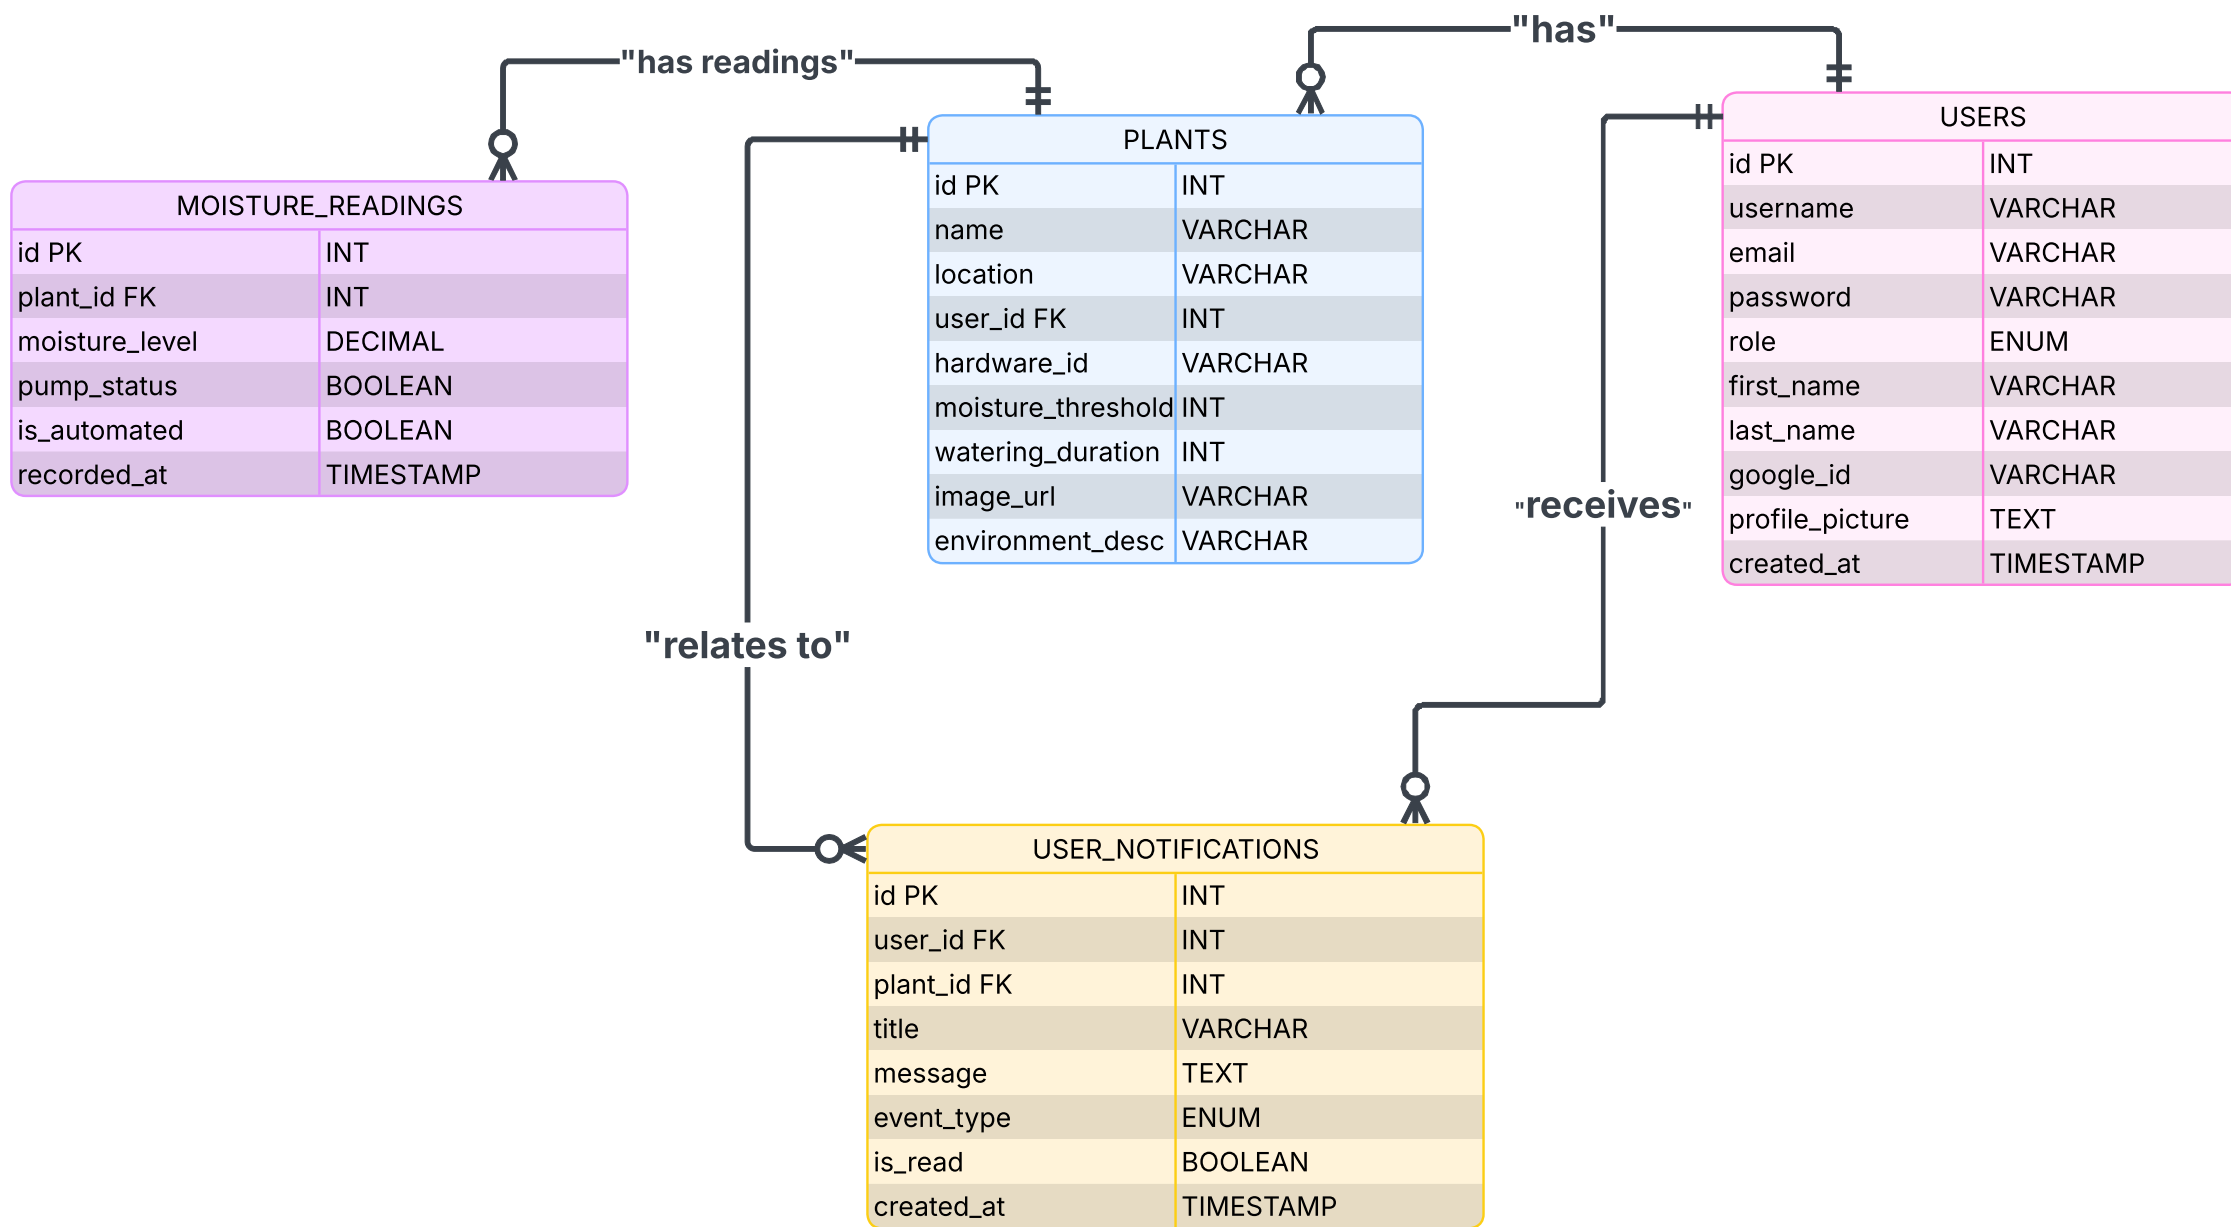 "has"
"has readings"
MOISTURE_READINGS
id PK INT
plant_id FK INT
moisture_level DECIMAL
pump_status BOOLEAN
is_automated BOOLEAN
recorded_at TIMESTAMP
PLANTS
id PK INT
name VARCHAR
location VARCHAR
user_id FK INT
hardware_id VARCHAR
moisture_threshold INT
watering_duration INT
image_url VARCHAR
environment_desc VARCHAR
USERS
id PK INT
username VARCHAR
email VARCHAR
password VARCHAR
role ENUM
first_name VARCHAR
last_name VARCHAR
google_id VARCHAR
profile_picture TEXT
created_at TIMESTAMP
"receives"
"relates to"
USER_NOTIFICATIONS
id PK INT
user_id FK INT
plant_id FK INT
title VARCHAR
message TEXT
event_type ENUM
is_read BOOLEAN
created_at TIMESTAMP